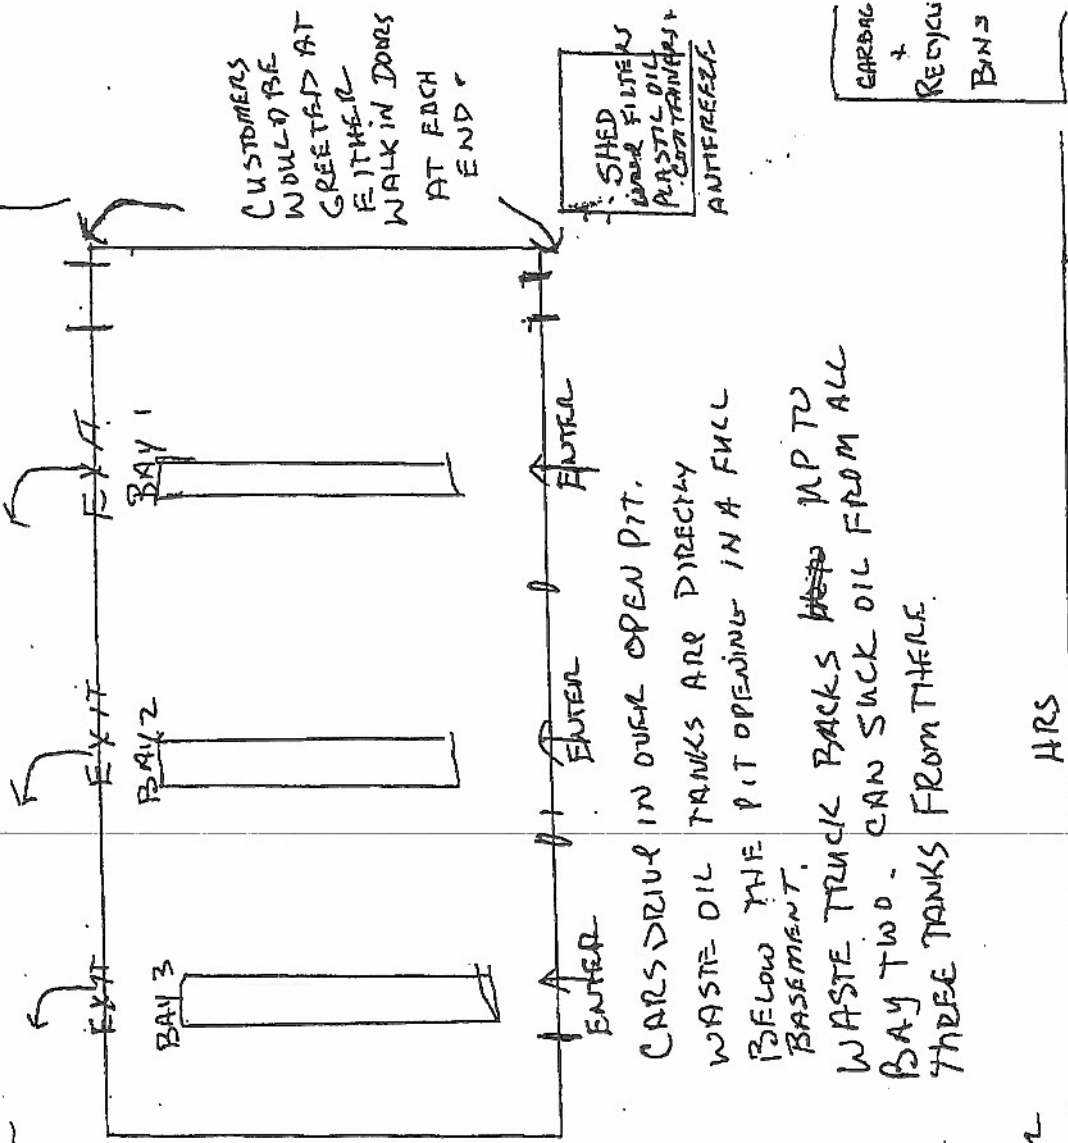 EXIT
EXIT
EXIT
BAY 3
BAY 2
BAY 1
CUSTOMERS
WOULD BE
GREETED AT
EITHER
WALK IN DOORS
AT EACH
END.
ENTER
ENTER
ENTER
SHED
FILTERS
PLASTIC OIL
CONTAINERS +
ANTIFREEZE
CARS DRIVE IN OVER OPEN PIT.
WASTE OIL TANKS ARE DIRECTLY
BELOW THE PIT OPENING IN A FULL
BASEMENT.
WASTE TRUCK BACKS UP TO
BAY TWO. CAN SUCK OIL FROM ALL
THREE TANKS FROM THERE.
GARBAG
+
RECYCLI
BINS
HRS